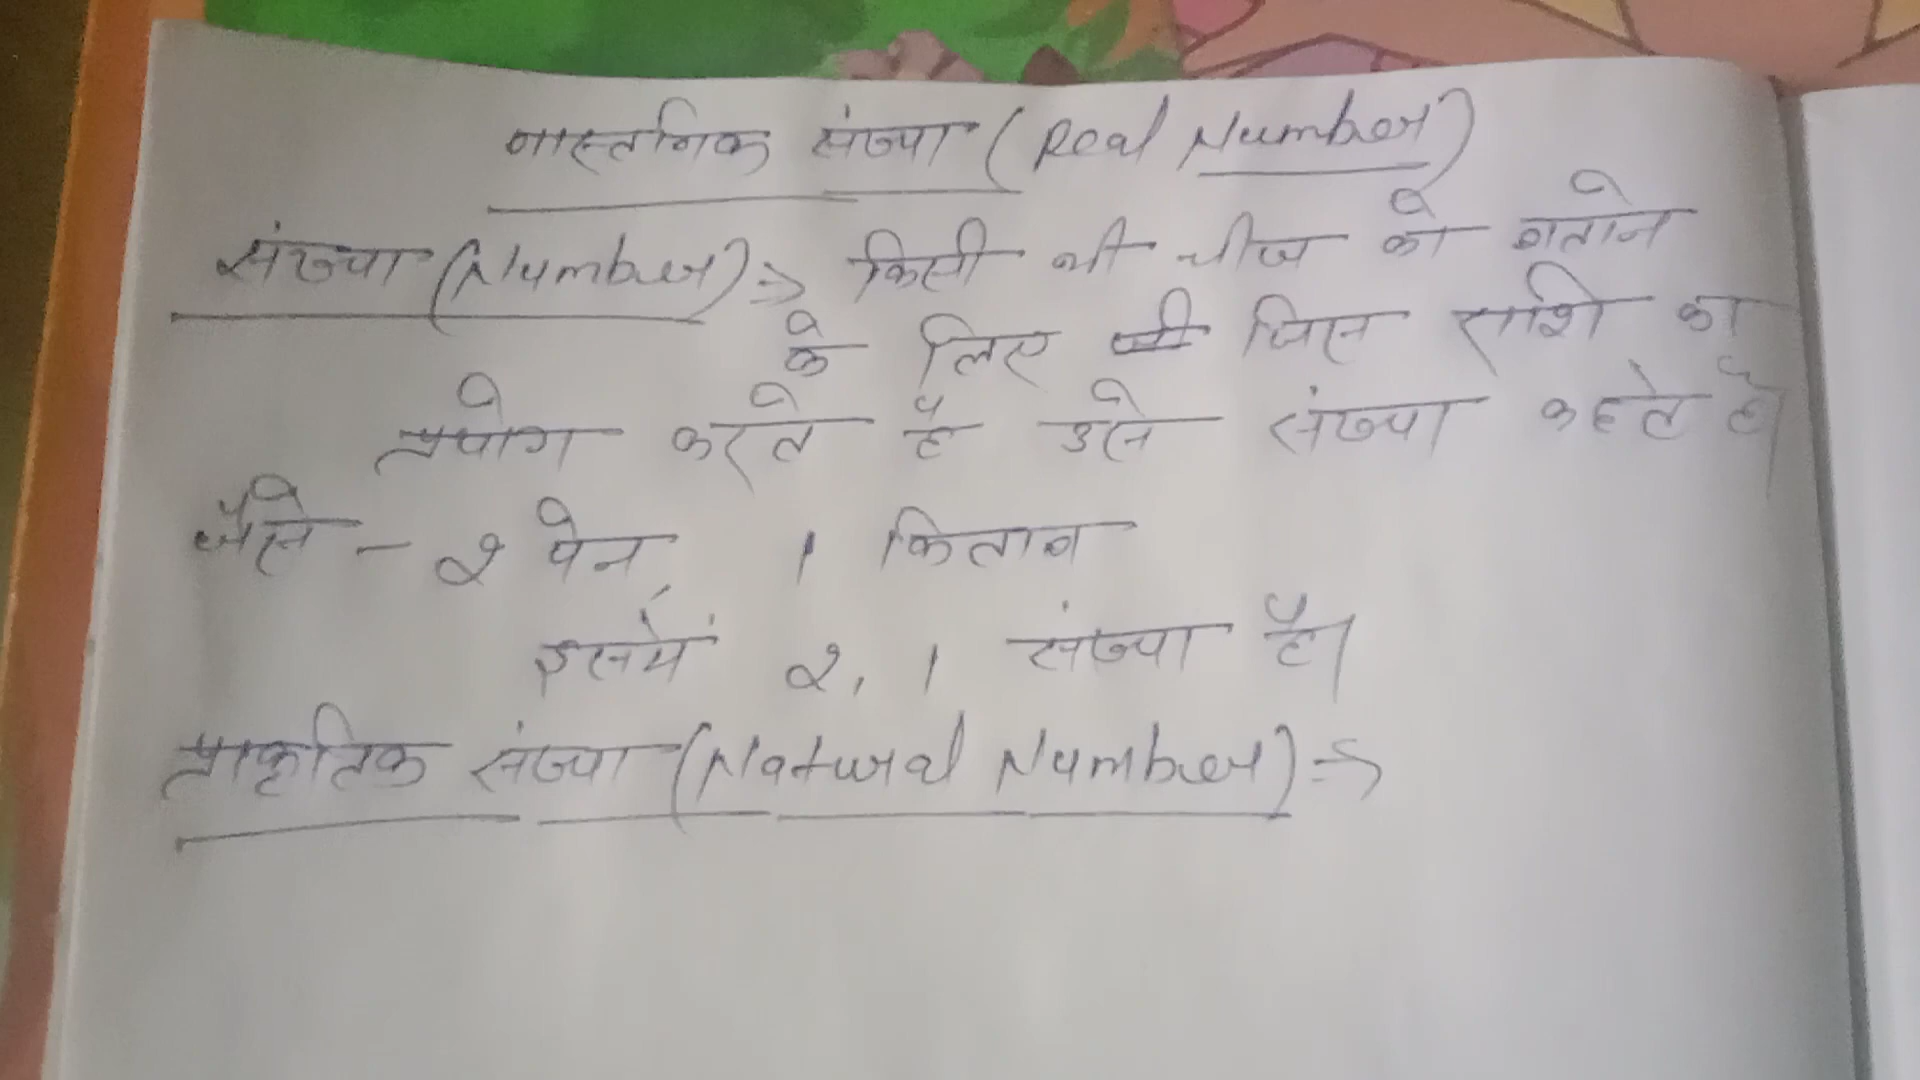 वास्तविक संख्या (Real Number)
संख्या (Number) => किसी भी चीज को बताने
के लिए जिस राशि का
प्रयोग करते है उसे संख्या कहते है।
जैसे - 2 पेन, 1 किताब
इसमें 2, 1 संख्या है।
प्राकृतिक संख्या (Natural Number) =>